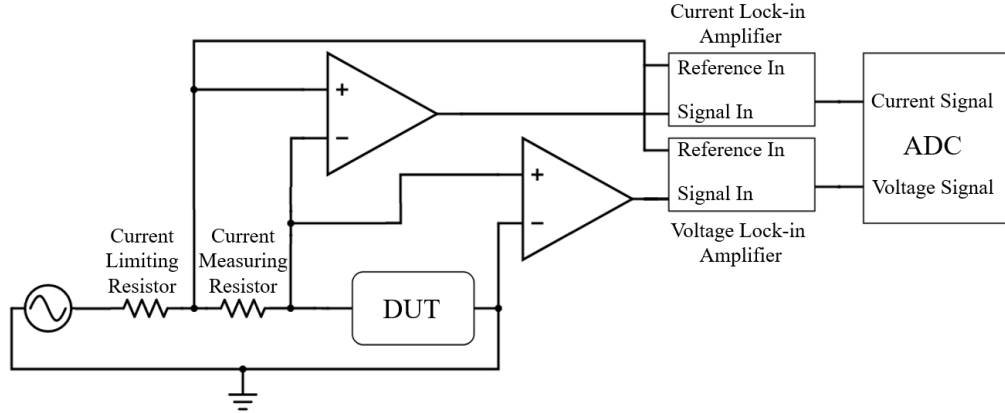 Current Lock-in
Amplifier
Reference In
Signal In
Current Signal
ADC
Voltage Signal
Reference In
Signal In
Voltage Lock-in
Amplifier
+
−
+
−
Current
Limiting
Resistor
Current
Measuring
Resistor
DUT